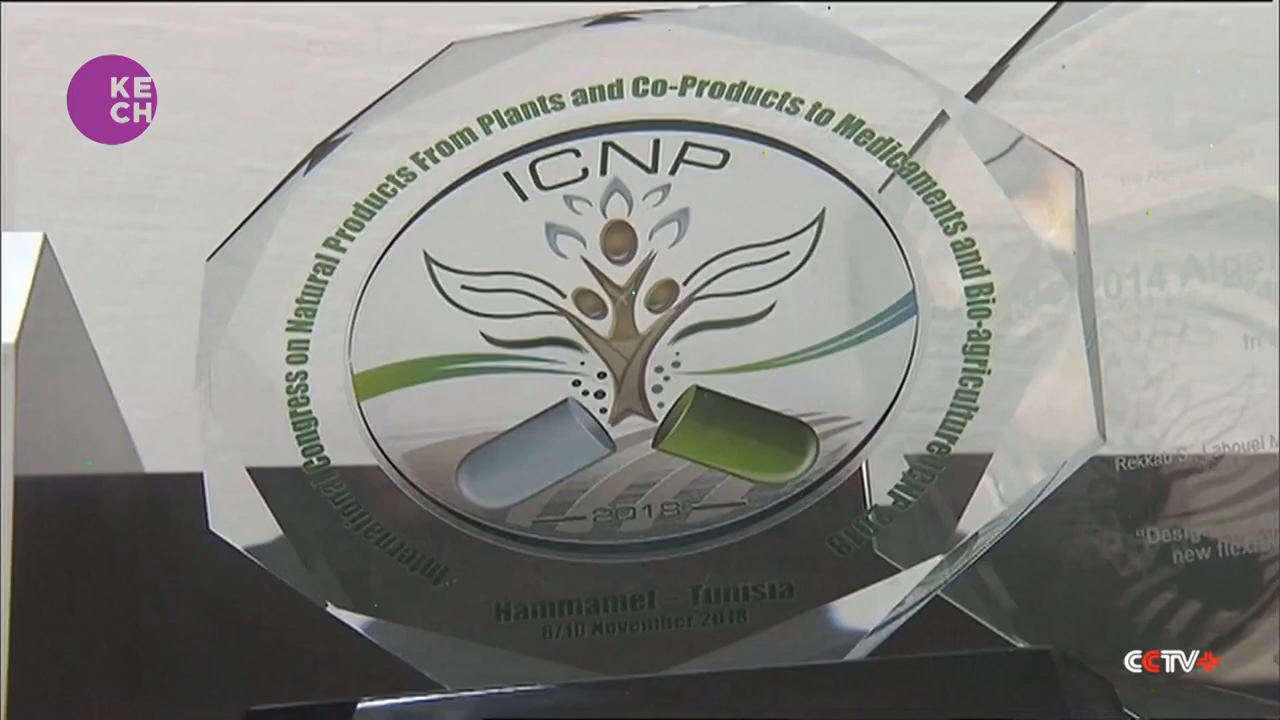 KE
CH
International Congress on Natural Products From Plants and Co-Products to Medicaments and Bio-agriculture ICNP 2018
ICNP
2018
Hammamet - Tunisia
8/10 November 2018
2014 Alger
In
Rekkab S., Labouel
"Desig
new flexi
CCTV+